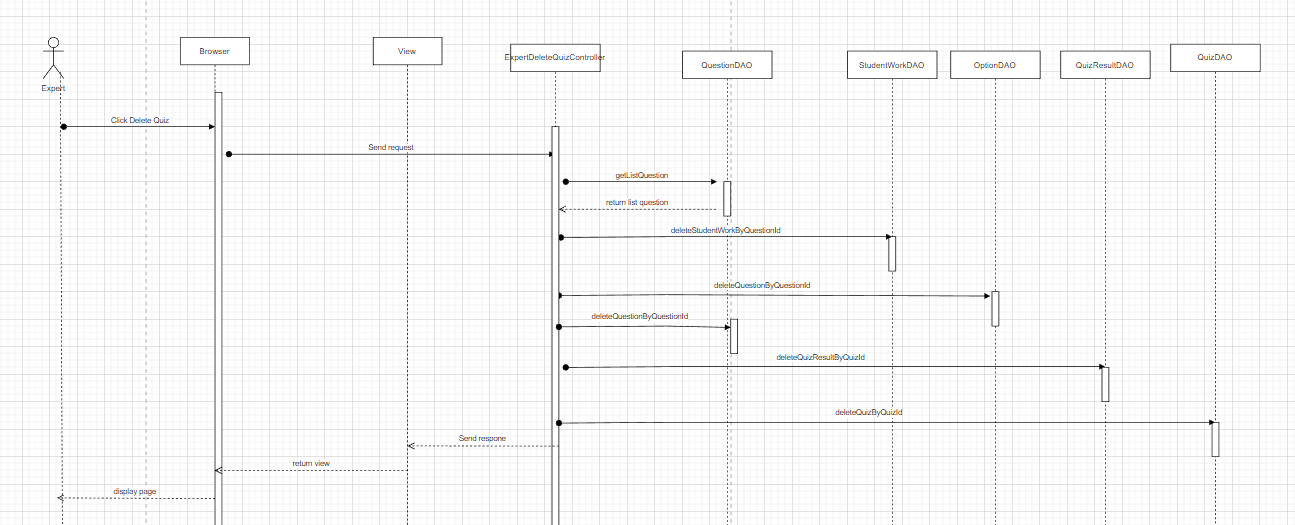 Browser
View
ExpertDeleteQuizController
QuestionDAO
StudentWorkDAO
OptionDAO
QuizResultDAO
QuizDAO
Expert
Click Delete Quiz
Send request
getListQuestion
return list question
deleteStudentWorkByQuestionId
deleteQuestionByQuestionId
deleteQuestionByQuestionId
deleteQuizResultByQuizId
deleteQuizByQuizId
Send respone
return view
display page